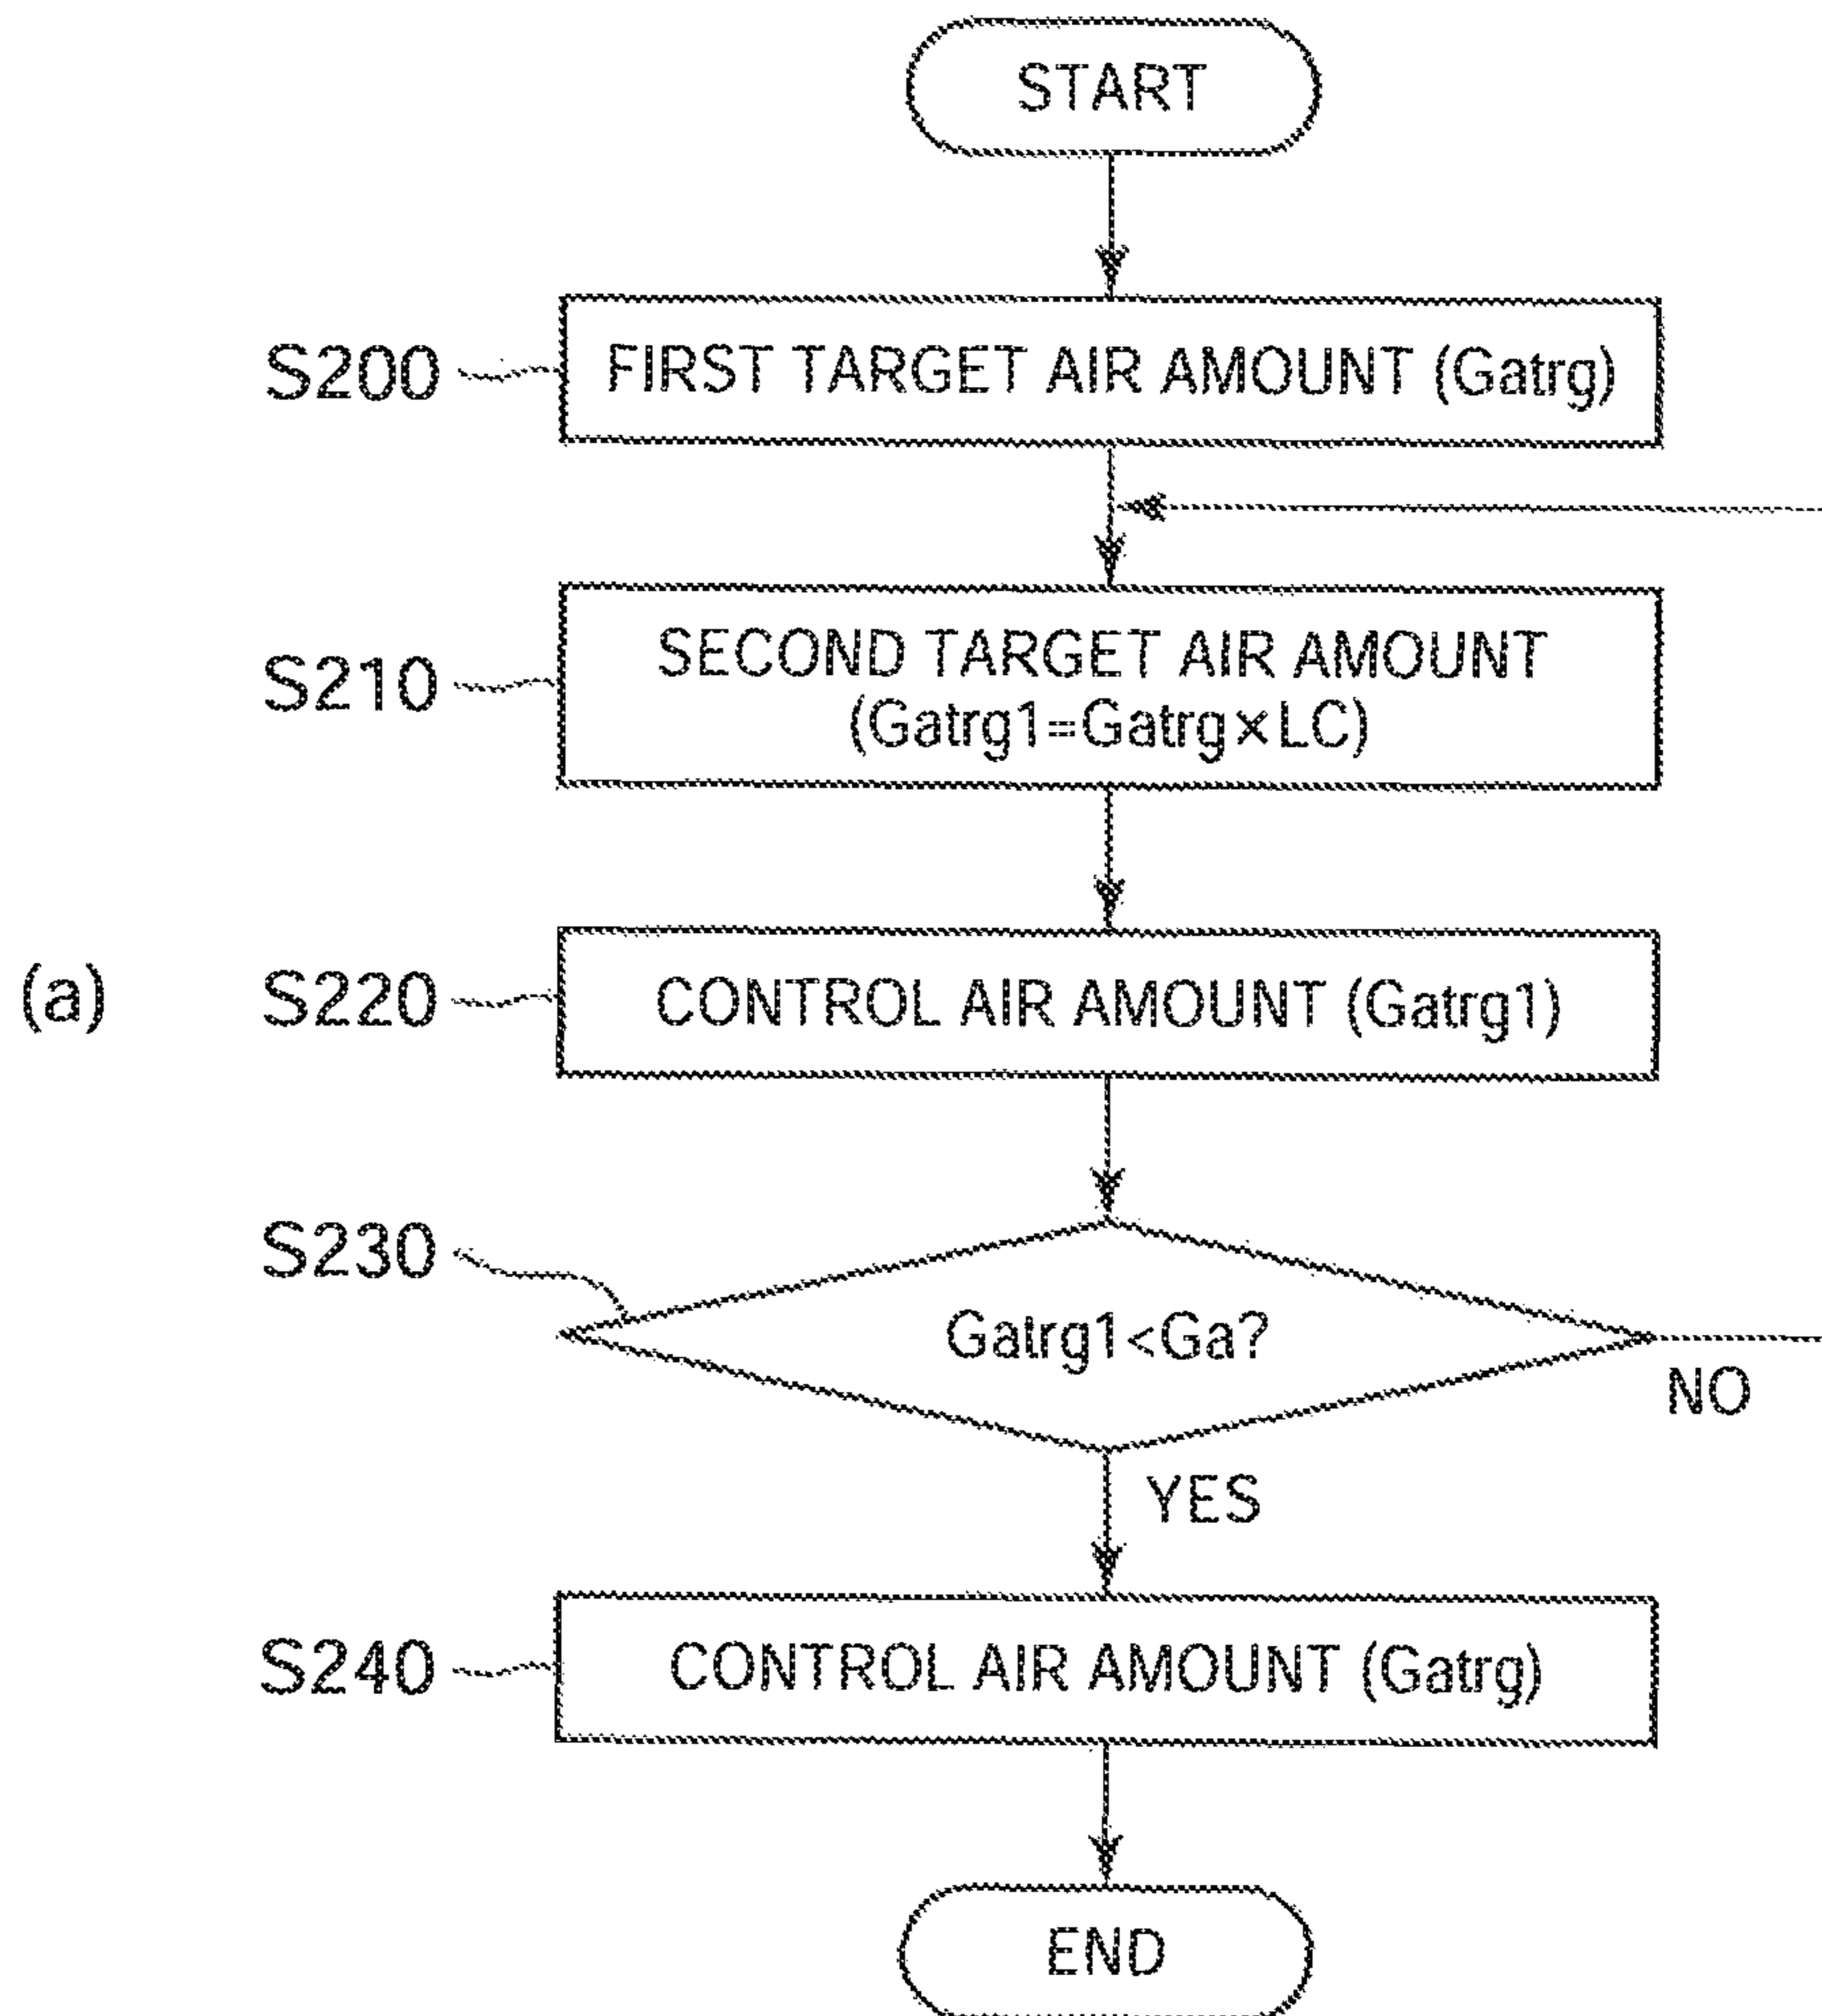 START
S200
FIRST TARGET AIR AMOUNT (Gatrg)
S210
SECOND TARGET AIR AMOUNT
(Gatrg1=Gatrg×LC)
(a)
S220
CONTROL AIR AMOUNT (Gatrg1)
S230
Gatrg1<Ga?
NO
YES
S240
CONTROL AIR AMOUNT (Gatrg)
END